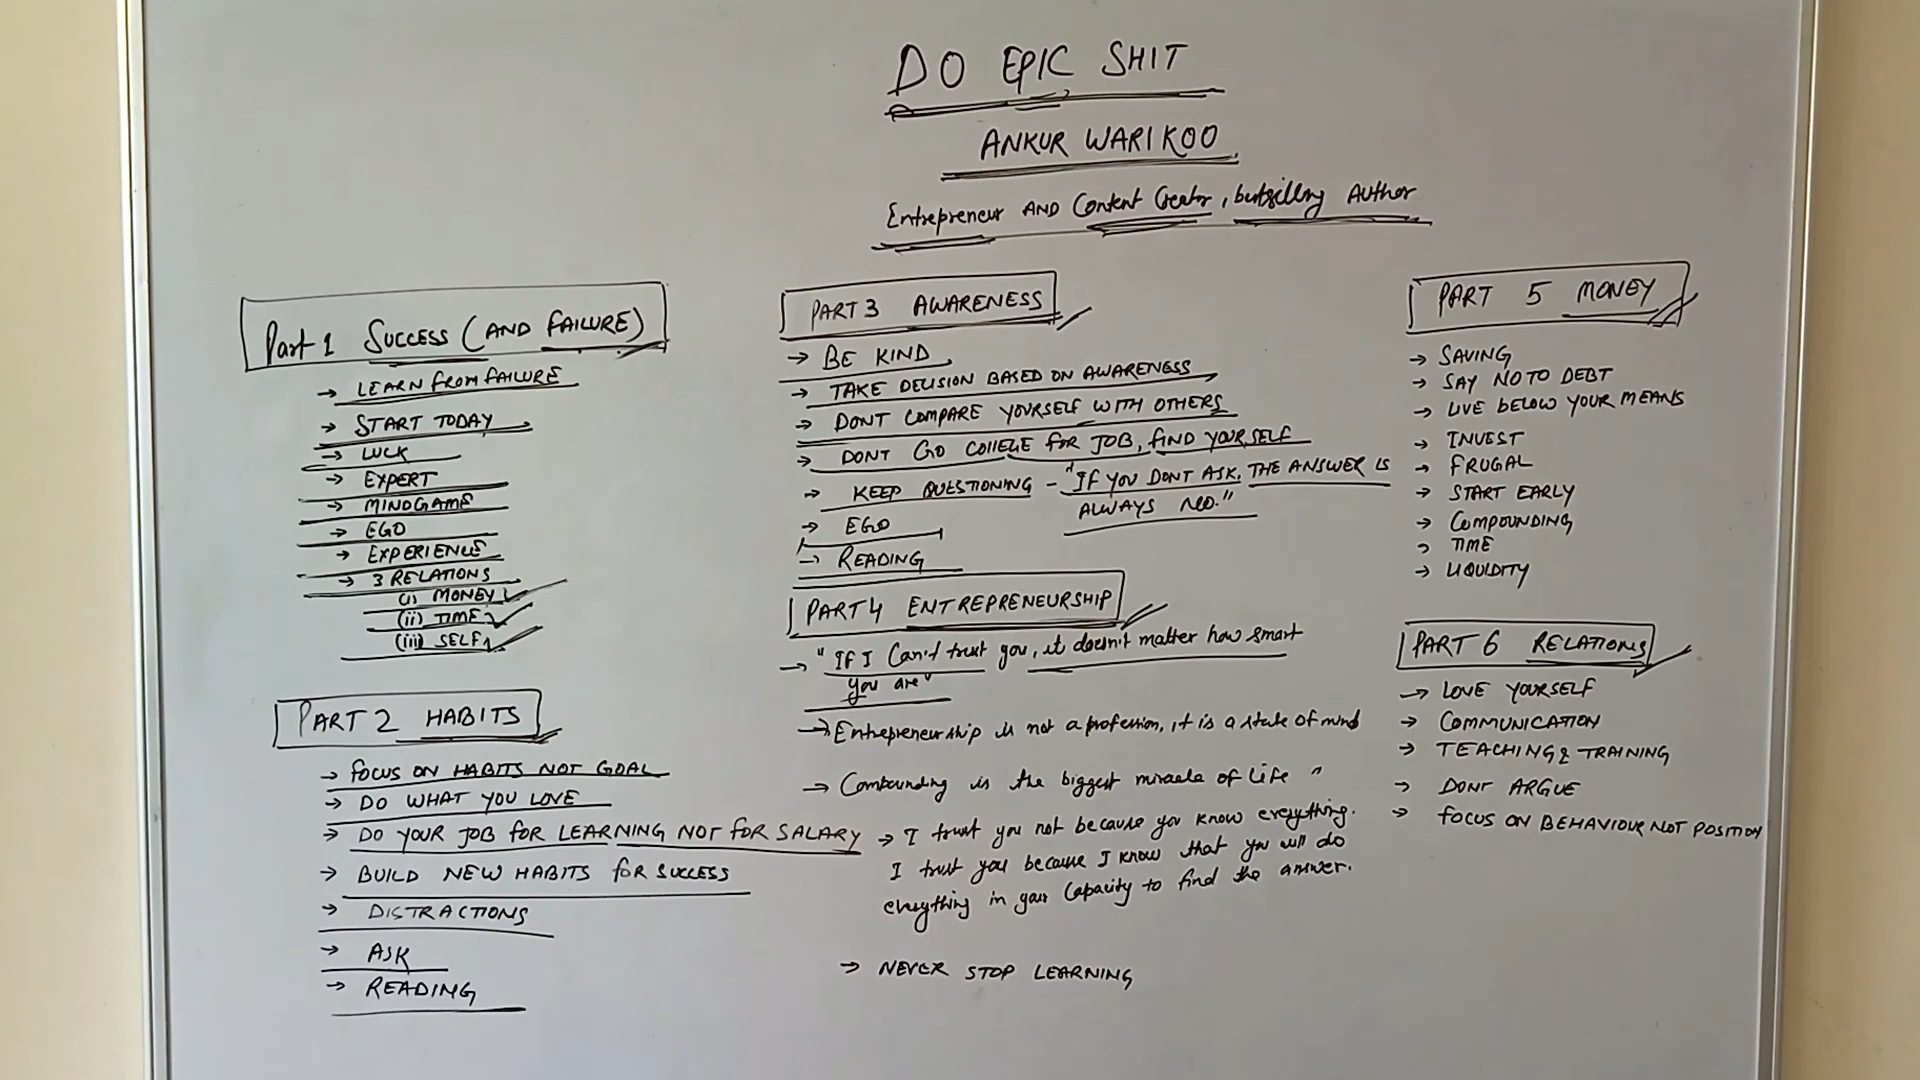 DO EPIC SHIT
ANKUR WARIKOO
Entrepreneur AND Content Creator, bestselling Author
Part 1 SUCCESS (AND FAILURE)
→ LEARN FROM FAILURE
→ START TODAY
→ LUCK
→ EXPERT
→ MINDGAME
→ EGO
→ EXPERIENCE
→ 3 RELATIONS
(i) MONEY
(ii) TIME
(iii) SELF
PART 2 HABITS
→ FOCUS ON HABITS NOT GOAL
→ DO WHAT YOU LOVE
→ DO YOUR JOB FOR LEARNING NOT FOR SALARY
→ BUILD NEW HABITS FOR SUCCESS
→ DISTRACTIONS
→ ASK
→ READING
PART 3 AWARENESS
→ BE KIND
→ TAKE DECISION BASED ON AWARENESS
→ DONT COMPARE YOURSELF WITH OTHERS
→ DONT GO COLLEGE FOR JOB, FIND YOURSELF
→ KEEP QUESTIONING - "IF YOU DONT ASK, THE ANSWER IS
ALWAYS NO."
→ EGO
→ READING
PART 4 ENTREPRENEURSHIP
→ "If I Can't trust you, it doesn't matter how smart
you are"
→ Entrepreneurship is not a profession, it is a state of mind
→ Compounding is the biggest miracle of Life "
→ I trust you not because you know everything.
I trust you because I know that you will do
everything in your Capacity to find the answer.
→ NEVER STOP LEARNING
PART 5 MONEY
→ SAVING
→ SAY NO TO DEBT
→ LIVE BELOW YOUR MEANS
→ INVEST
→ FRUGAL
→ START EARLY
→ COMPOUNDING
→ TIME
→ LIQUIDITY
PART 6 RELATIONS
→ LOVE YOURSELF
→ COMMUNICATION
→ TEACHING & TRAINING
→ DONT ARGUE
→ FOCUS ON BEHAVIOUR NOT POSITION